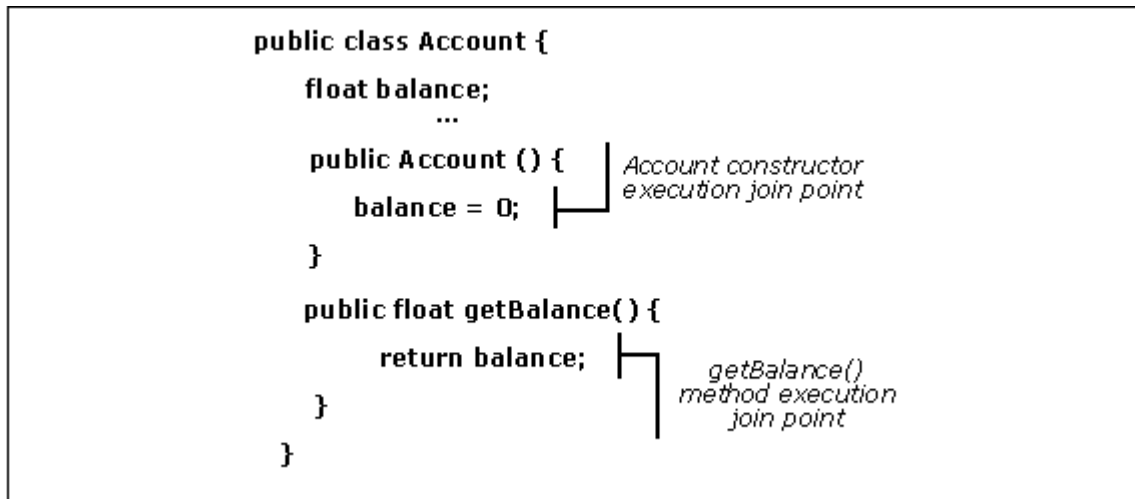 public class Account {
float balance;
...
public Account () {
balance = 0;
}
Account constructor
execution join point
public float getBalance() {
return balance;
}
}
getBalance()
method execution
join point